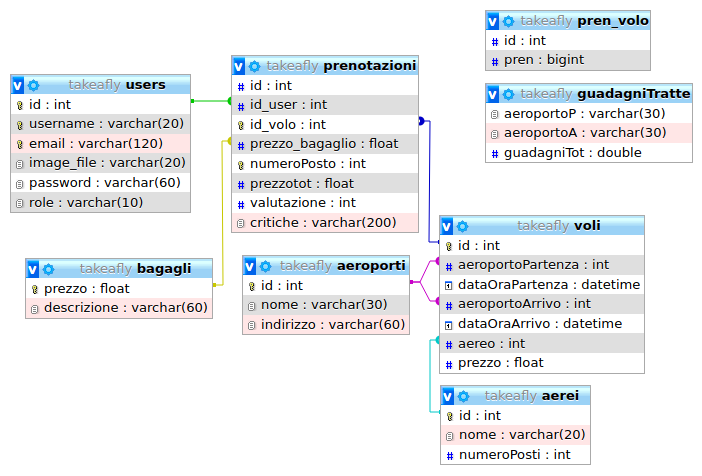 takeafly pren_volo
id : int
pren : bigint
takeafly prenotazioni
id : int
id_user : int
id_volo : int
prezzo_bagaglio : float
numeroPosto : int
prezzotot : float
valutazione : int
critiche : varchar(200)
takeafly users
id : int
username : varchar(20)
email : varchar(120)
image_file : varchar(20)
password : varchar(60)
role : varchar(10)
takeafly guadagniTratte
aeroportoP : varchar(30)
aeroportoA : varchar(30)
guadagniTot : double
takeafly voli
id : int
aeroportoPartenza : int
dataOraPartenza : datetime
aeroportoArrivo : int
dataOraArrivo : datetime
aereo : int
prezzo : float
takeafly bagagli
prezzo : float
descrizione : varchar(60)
takeafly aeroporti
id : int
nome : varchar(30)
indirizzo : varchar(60)
takeafly aerei
id : int
nome : varchar(20)
numeroPosti : int